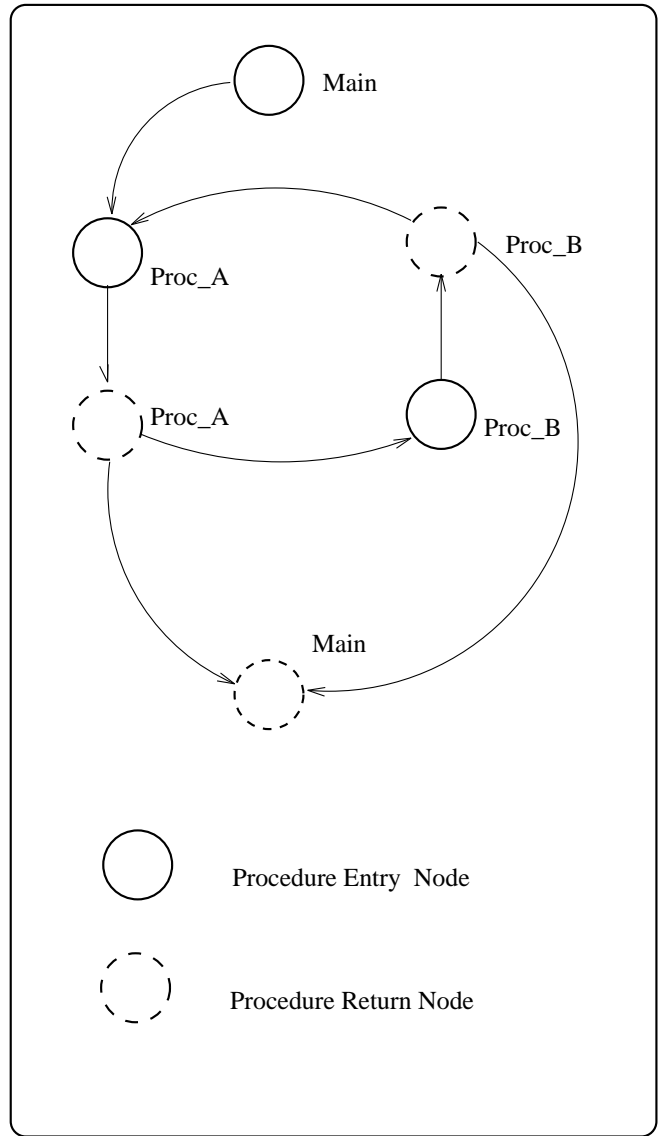 Main
Proc_B
Proc_A
Proc_A
Proc_B
Main
Procedure Entry Node
Procedure Return Node